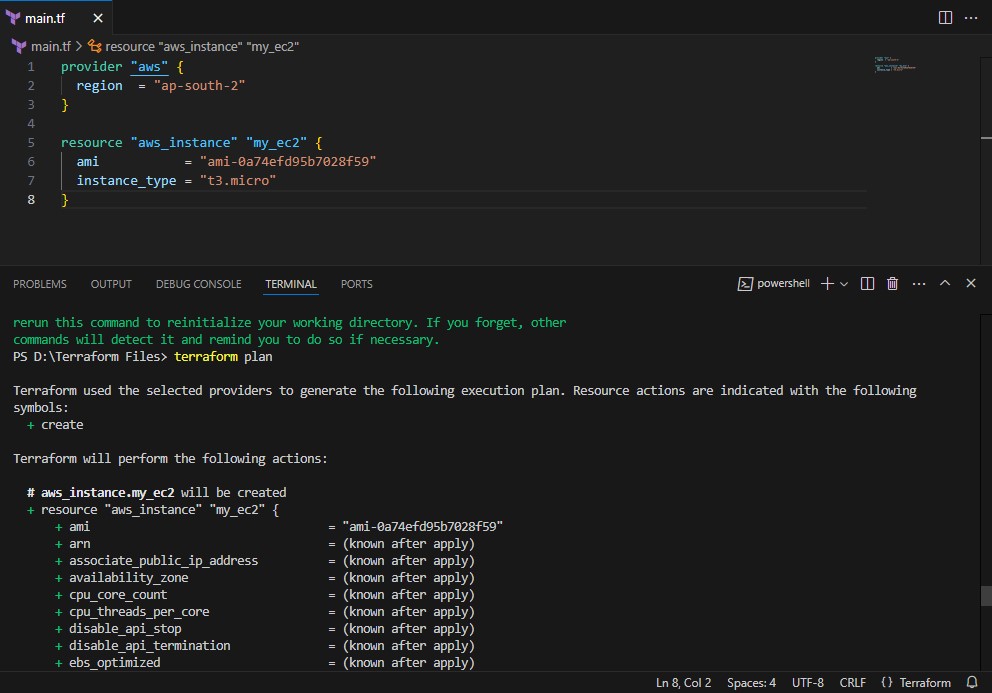 main.tf
main.tf > resource "aws_instance" "my_ec2"
1 provider "aws" {
2 region = "ap-south-2"
3 }
4
5 resource "aws_instance" "my_ec2" {
6 ami = "ami-0a74efd95b7028f59"
7 instance_type = "t3.micro"
8 }
PROBLEMS OUTPUT DEBUG CONSOLE TERMINAL PORTS powershell
rerun this command to reinitialize your working directory. If you forget, other
commands will detect it and remind you to do so if necessary.
PS D:\Terraform Files> terraform plan
Terraform used the selected providers to generate the following execution plan. Resource actions are indicated with the following
symbols:
+ create
Terraform will perform the following actions:
# aws_instance.my_ec2 will be created
+ resource "aws_instance" "my_ec2" {
+ ami = "ami-0a74efd95b7028f59"
+ arn = (known after apply)
+ associate_public_ip_address = (known after apply)
+ availability_zone = (known after apply)
+ cpu_core_count = (known after apply)
+ cpu_threads_per_core = (known after apply)
+ disable_api_stop = (known after apply)
+ disable_api_termination = (known after apply)
+ ebs_optimized = (known after apply)
Ln 8, Col 2 Spaces: 4 UTF-8 CRLF {} Terraform